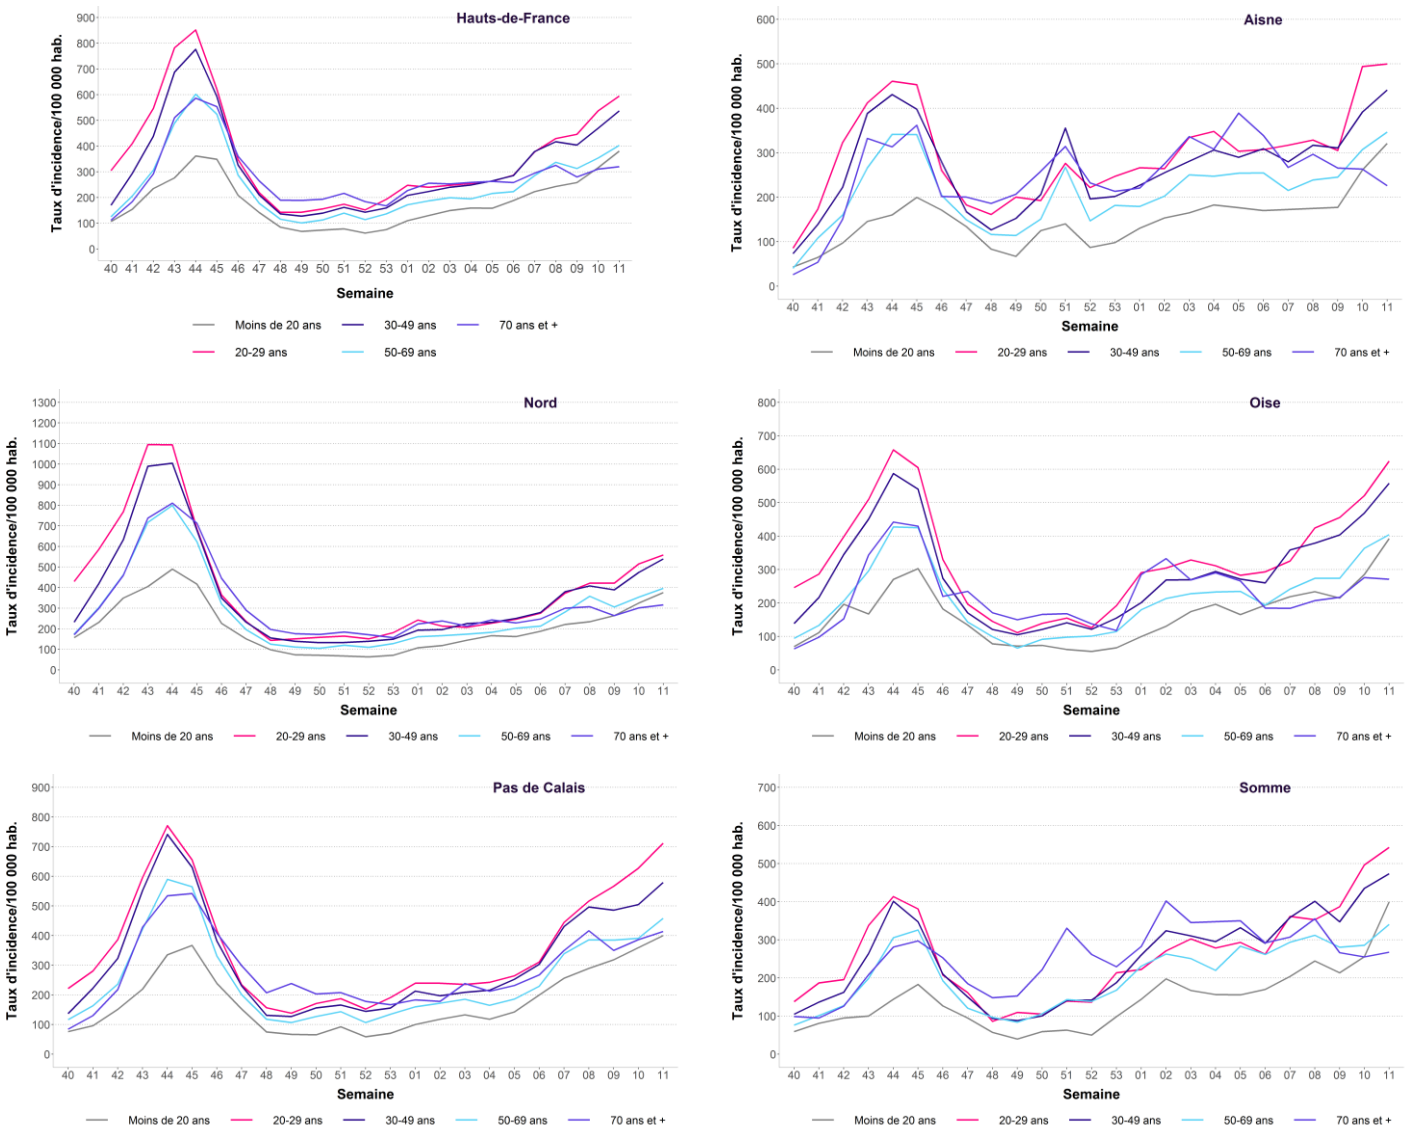 Hauts-de-France
Taux d'incidence/100 000 hab.
900
800
700
600
500
400
300
200
100
0
40 41 42 43 44 45 46 47 48 49 50 51 52 53 01 02 03 04 05 06 07 08 09 10 11
Semaine
Moins de 20 ans 30-49 ans 70 ans et +
20-29 ans 50-69 ans
Aisne
Taux d'incidence/100 000 hab.
600
500
400
300
200
100
0
40 41 42 43 44 45 46 47 48 49 50 51 52 53 01 02 03 04 05 06 07 08 09 10 11
Semaine
Moins de 20 ans 20-29 ans 30-49 ans 50-69 ans 70 ans et +
Nord
Taux d'incidence/100 000 hab.
1300
1200
1100
1000
900
800
700
600
500
400
300
200
100
0
40 41 42 43 44 45 46 47 48 49 50 51 52 53 01 02 03 04 05 06 07 08 09 10 11
Semaine
Moins de 20 ans 20-29 ans 30-49 ans 50-69 ans 70 ans et +
Oise
Taux d'incidence/100 000 hab.
800
700
600
500
400
300
200
100
0
40 41 42 43 44 45 46 47 48 49 50 51 52 53 01 02 03 04 05 06 07 08 09 10 11
Semaine
Moins de 20 ans 20-29 ans 30-49 ans 50-69 ans 70 ans et +
Pas de Calais
Taux d'incidence/100 000 hab.
900
800
700
600
500
400
300
200
100
0
40 41 42 43 44 45 46 47 48 49 50 51 52 53 01 02 03 04 05 06 07 08 09 10 11
Semaine
Moins de 20 ans 20-29 ans 30-49 ans 50-69 ans 70 ans et +
Somme
Taux d'incidence/100 000 hab.
700
600
500
400
300
200
100
0
40 41 42 43 44 45 46 47 48 49 50 51 52 53 01 02 03 04 05 06 07 08 09 10 11
Semaine
Moins de 20 ans 20-29 ans 30-49 ans 50-69 ans 70 ans et +